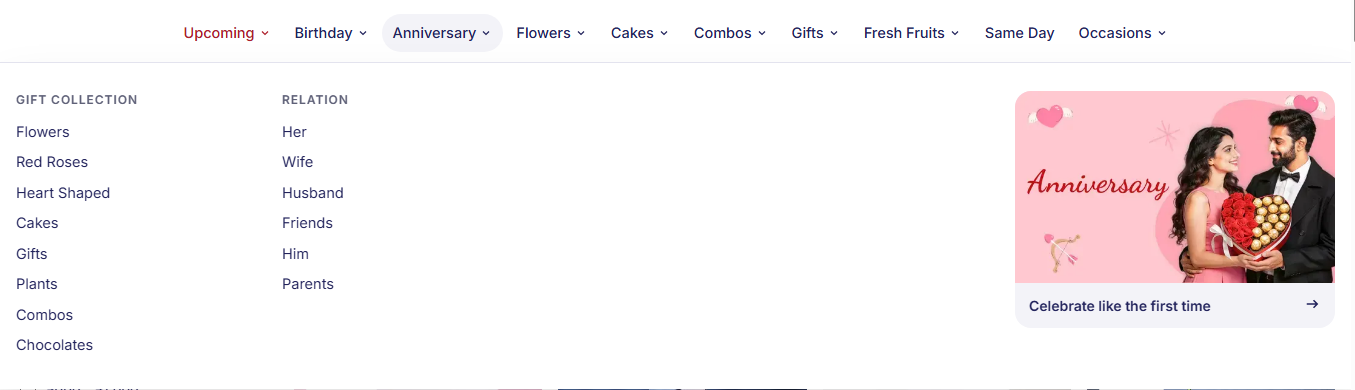 Upcoming Birthday Anniversary Flowers Cakes Combos Gifts Fresh Fruits Same Day Occasions
GIFT COLLECTION
Flowers
Red Roses
Heart Shaped
Cakes
Gifts
Plants
Combos
Chocolates
RELATION
Her
Wife
Husband
Friends
Him
Parents
Anniversary
Celebrate like the first time